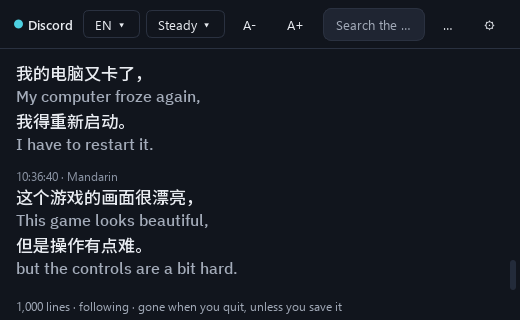 Discord EN ▾ Steady ▾ A- A+ Search the ... ... ⚙
我的电脑又卡了，
My computer froze again,
我得重新启动。
I have to restart it.
10:36:40 · Mandarin
这个游戏的画面很漂亮，
This game looks beautiful,
但是操作有点难。
but the controls are a bit hard.
1,000 lines · following · gone when you quit, unless you save it